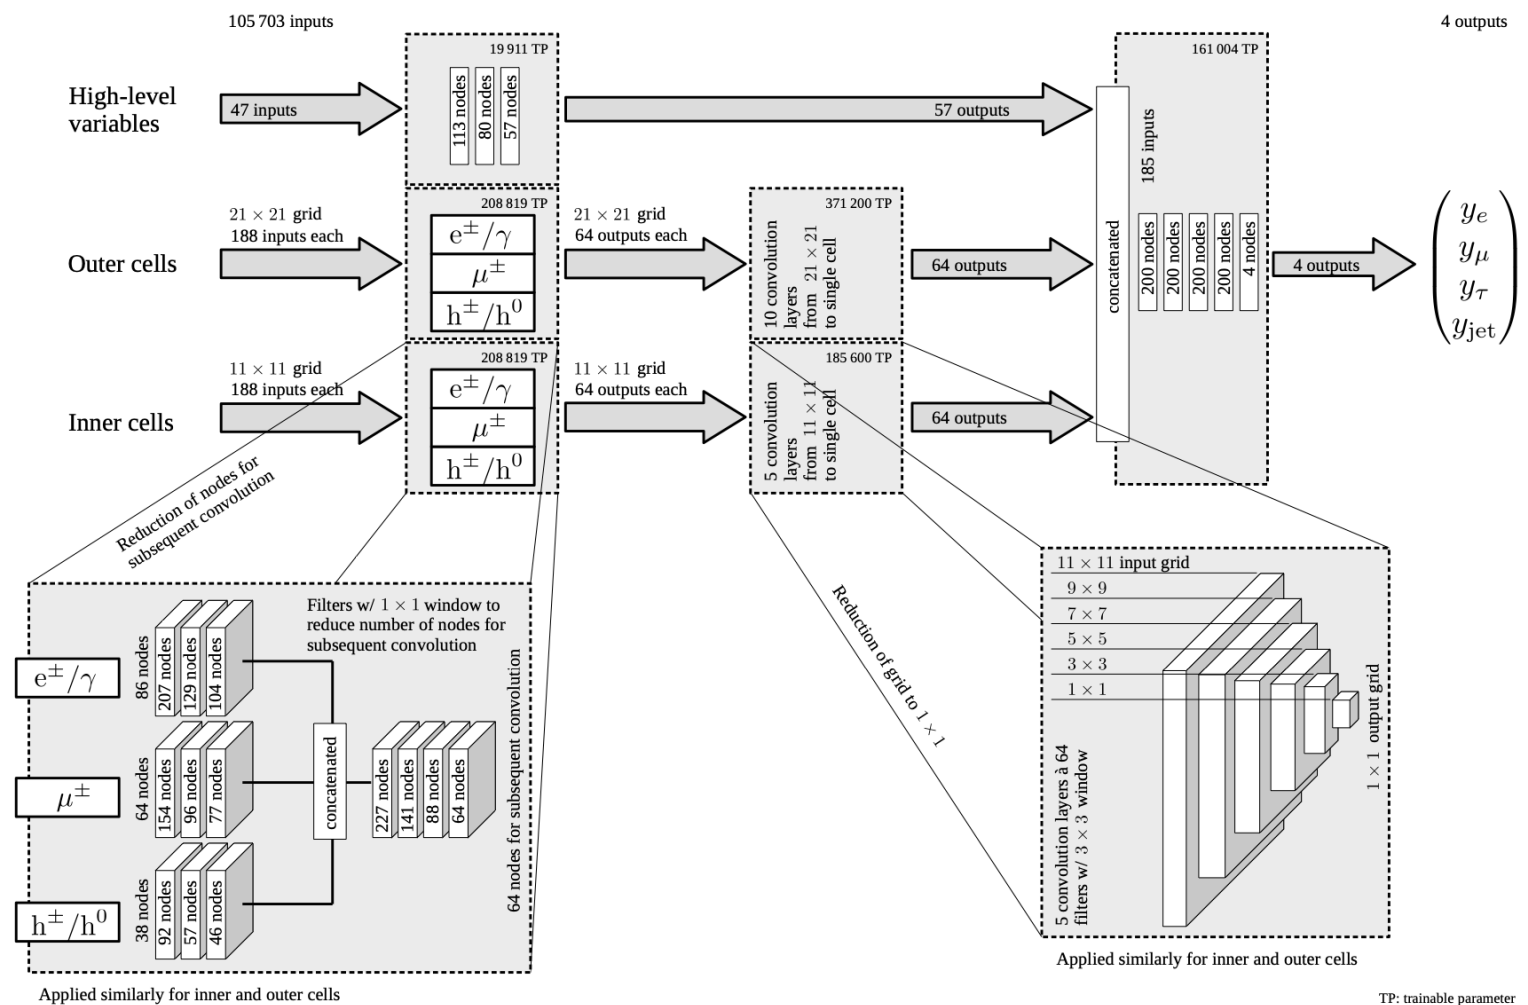 105 703 inputs
4 outputs
High-level
variables
47 inputs
19 911 TP
113 nodes
80 nodes
57 nodes
57 outputs
161 004 TP
185 inputs
concatenated
200 nodes
200 nodes
200 nodes
200 nodes
4 nodes
Outer cells
21 × 21 grid
188 inputs each
208 819 TP
e±/γ
μ±
h±/h⁰
21 × 21 grid
64 outputs each
371 200 TP
10 convolution
layers
from 21 × 21
to single cell
64 outputs
4 outputs
yₑ
y_μ
y_τ
y_jet
Inner cells
11 × 11 grid
188 inputs each
208 819 TP
e±/γ
μ±
h±/h⁰
11 × 11 grid
64 outputs each
185 600 TP
5 convolution
layers
from 11 × 11
to single cell
64 outputs
Reduction of nodes for
subsequent convolution
Filters w/ 1 × 1 window to
reduce number of nodes for
subsequent convolution
e±/γ
86 nodes
207 nodes
129 nodes
104 nodes
μ±
64 nodes
154 nodes
96 nodes
77 nodes
h±/h⁰
38 nodes
92 nodes
57 nodes
46 nodes
concatenated
227 nodes
141 nodes
88 nodes
64 nodes
64 nodes for subsequent convolution
Applied similarly for inner and outer cells
Reduction of grid to 1 × 1
11 × 11 input grid
9 × 9
7 × 7
5 × 5
3 × 3
1 × 1
5 convolution layers à 64
filters w/ 3 × 3 window
1 × 1 output grid
Applied similarly for inner and outer cells
TP: trainable parameter